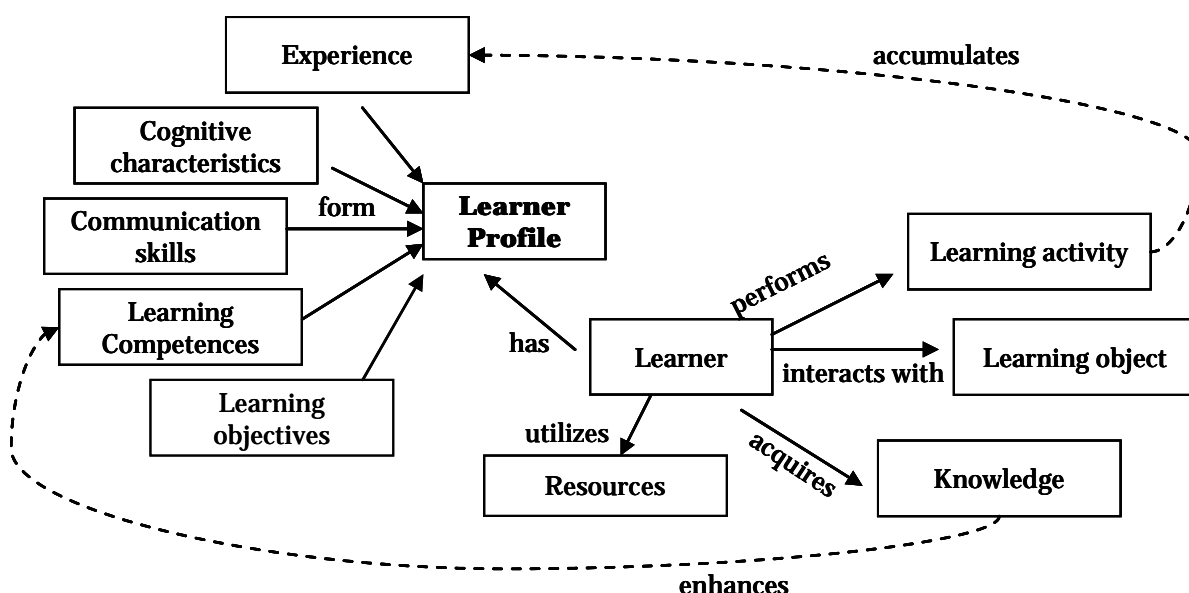 Experience
accumulates
Cognitive
characteristics
form
Learner
Profile
Communication
skills
Learning activity
performs
Learning
Competences
has
Learner
Learning object
interacts with
Learning
objectives
utilizes
acquires
Resources
Knowledge
enhances